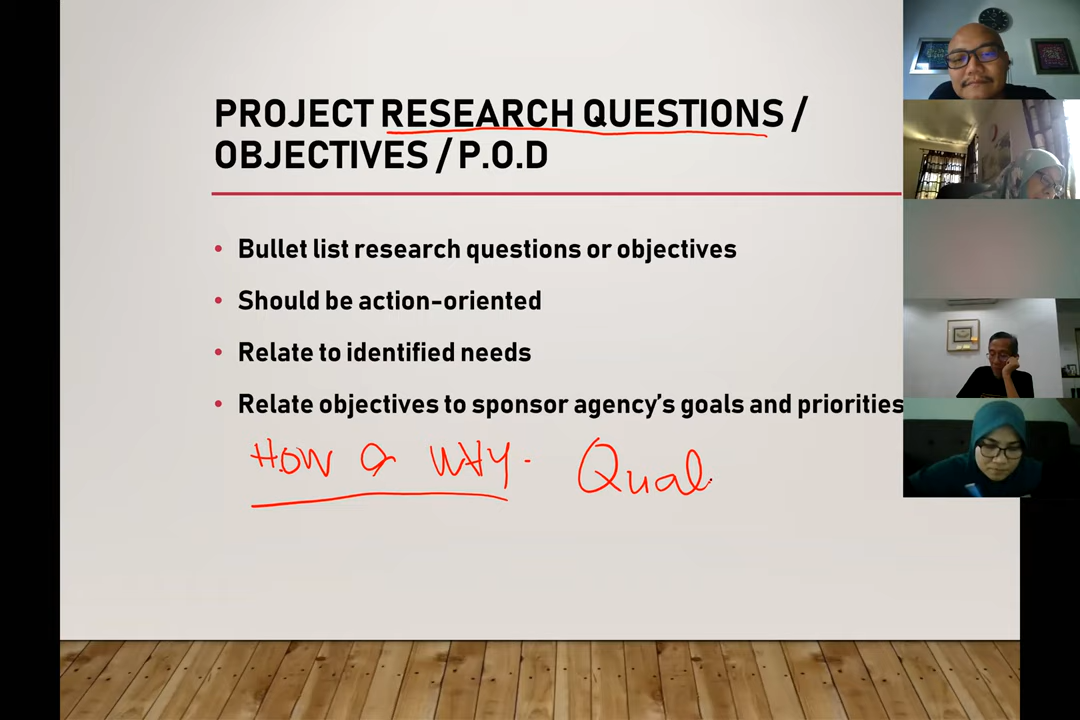 PROJECT RESEARCH QUESTIONS /
OBJECTIVES / P.O.D
• Bullet list research questions or objectives
• Should be action-oriented
• Relate to identified needs
• Relate objectives to sponsor agency's goals and priorities
HOW & WHY. Qual